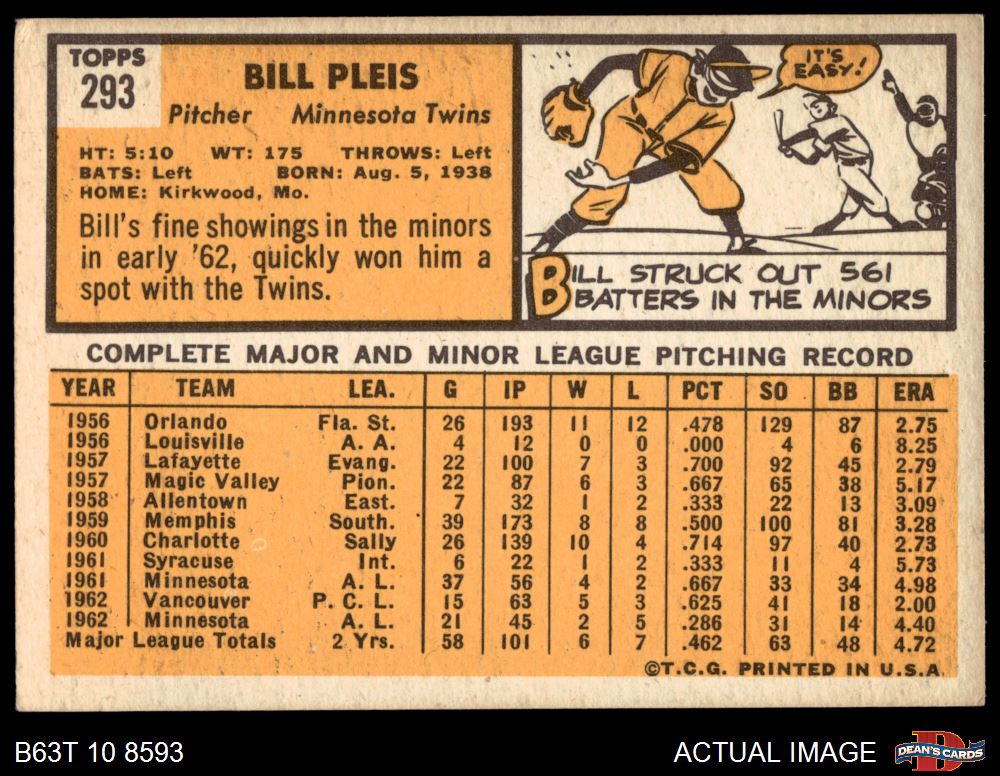 TOPPS
293
BILL PLEIS
Pitcher Minnesota Twins
HT: 5:10 WT: 175 THROWS: Left
BATS: Left BORN: Aug. 5, 1938
HOME: Kirkwood, Mo.
Bill's fine showings in the minors
in early '62, quickly won him a
spot with the Twins.
IT'S
EASY!
BILL STRUCK OUT 561
BATTERS IN THE MINORS
COMPLETE MAJOR AND MINOR LEAGUE PITCHING RECORD
YEAR TEAM LEA. G IP W L PCT SO BB ERA
1956 Orlando Fla. St. 26 193 11 12 .478 129 87 2.75
1956 Louisville A. A. 4 12 0 0 .000 4 6 8.25
1957 Lafayette Evang. 22 100 7 3 .700 92 45 2.79
1957 Magic Valley Pion. 22 87 6 3 .667 65 38 5.17
1958 Allentown East. 7 32 1 2 .333 22 13 3.09
1959 Memphis South. 39 173 8 8 .500 100 81 3.28
1960 Charlotte Sally 26 139 10 4 .714 97 40 2.73
1961 Syracuse Int. 6 22 1 2 .333 11 4 5.73
1961 Minnesota A. L. 37 56 4 2 .667 33 34 4.98
1962 Vancouver P. C. L. 15 63 5 3 .625 41 18 2.00
1962 Minnesota A. L. 21 45 2 5 .286 31 14 4.40
Major League Totals 2 Yrs. 58 101 6 7 .462 63 48 4.72
©T.C.G. PRINTED IN U.S.A.
B63T 10 8593
ACTUAL IMAGE
DEAN'S CARDS